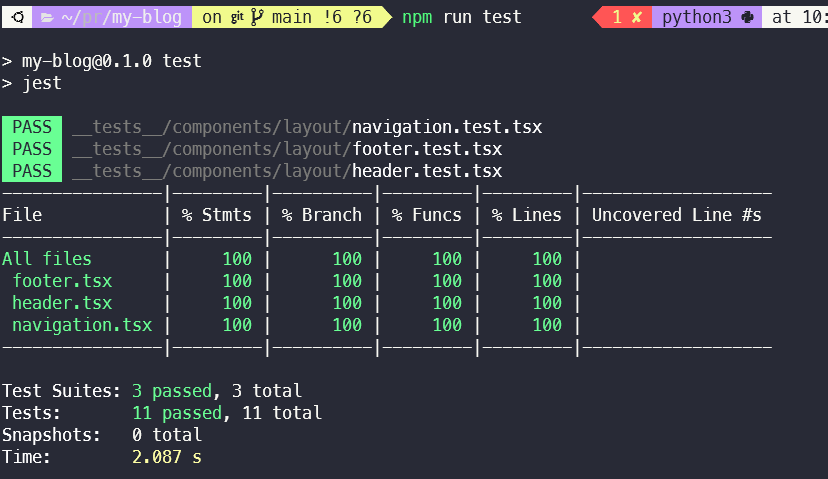 ~/pr/my-blog on git main !6 ?6 npm run test 1 ✘ python3 at 10:
> my-blog@0.1.0 test
> jest
PASS __tests__/components/layout/navigation.test.tsx
PASS __tests__/components/layout/footer.test.tsx
PASS __tests__/components/layout/header.test.tsx
File | % Stmts | % Branch | % Funcs | % Lines | Uncovered Line #s
All files | 100 | 100 | 100 | 100 |
footer.tsx | 100 | 100 | 100 | 100 |
header.tsx | 100 | 100 | 100 | 100 |
navigation.tsx | 100 | 100 | 100 | 100 |
Test Suites: 3 passed, 3 total
Tests: 11 passed, 11 total
Snapshots: 0 total
Time: 2.087 s